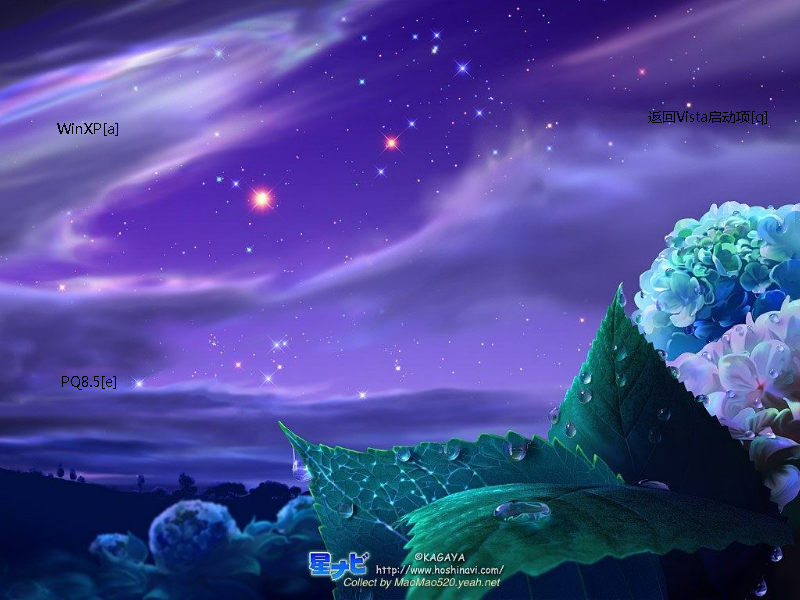 WinXP[a]
返回Vista启动项[q]
PQ8.5[e]
星ナビ
©KAGAYA
http://www.hoshinavi.com/
Collect by MaoMao520.yeah.net